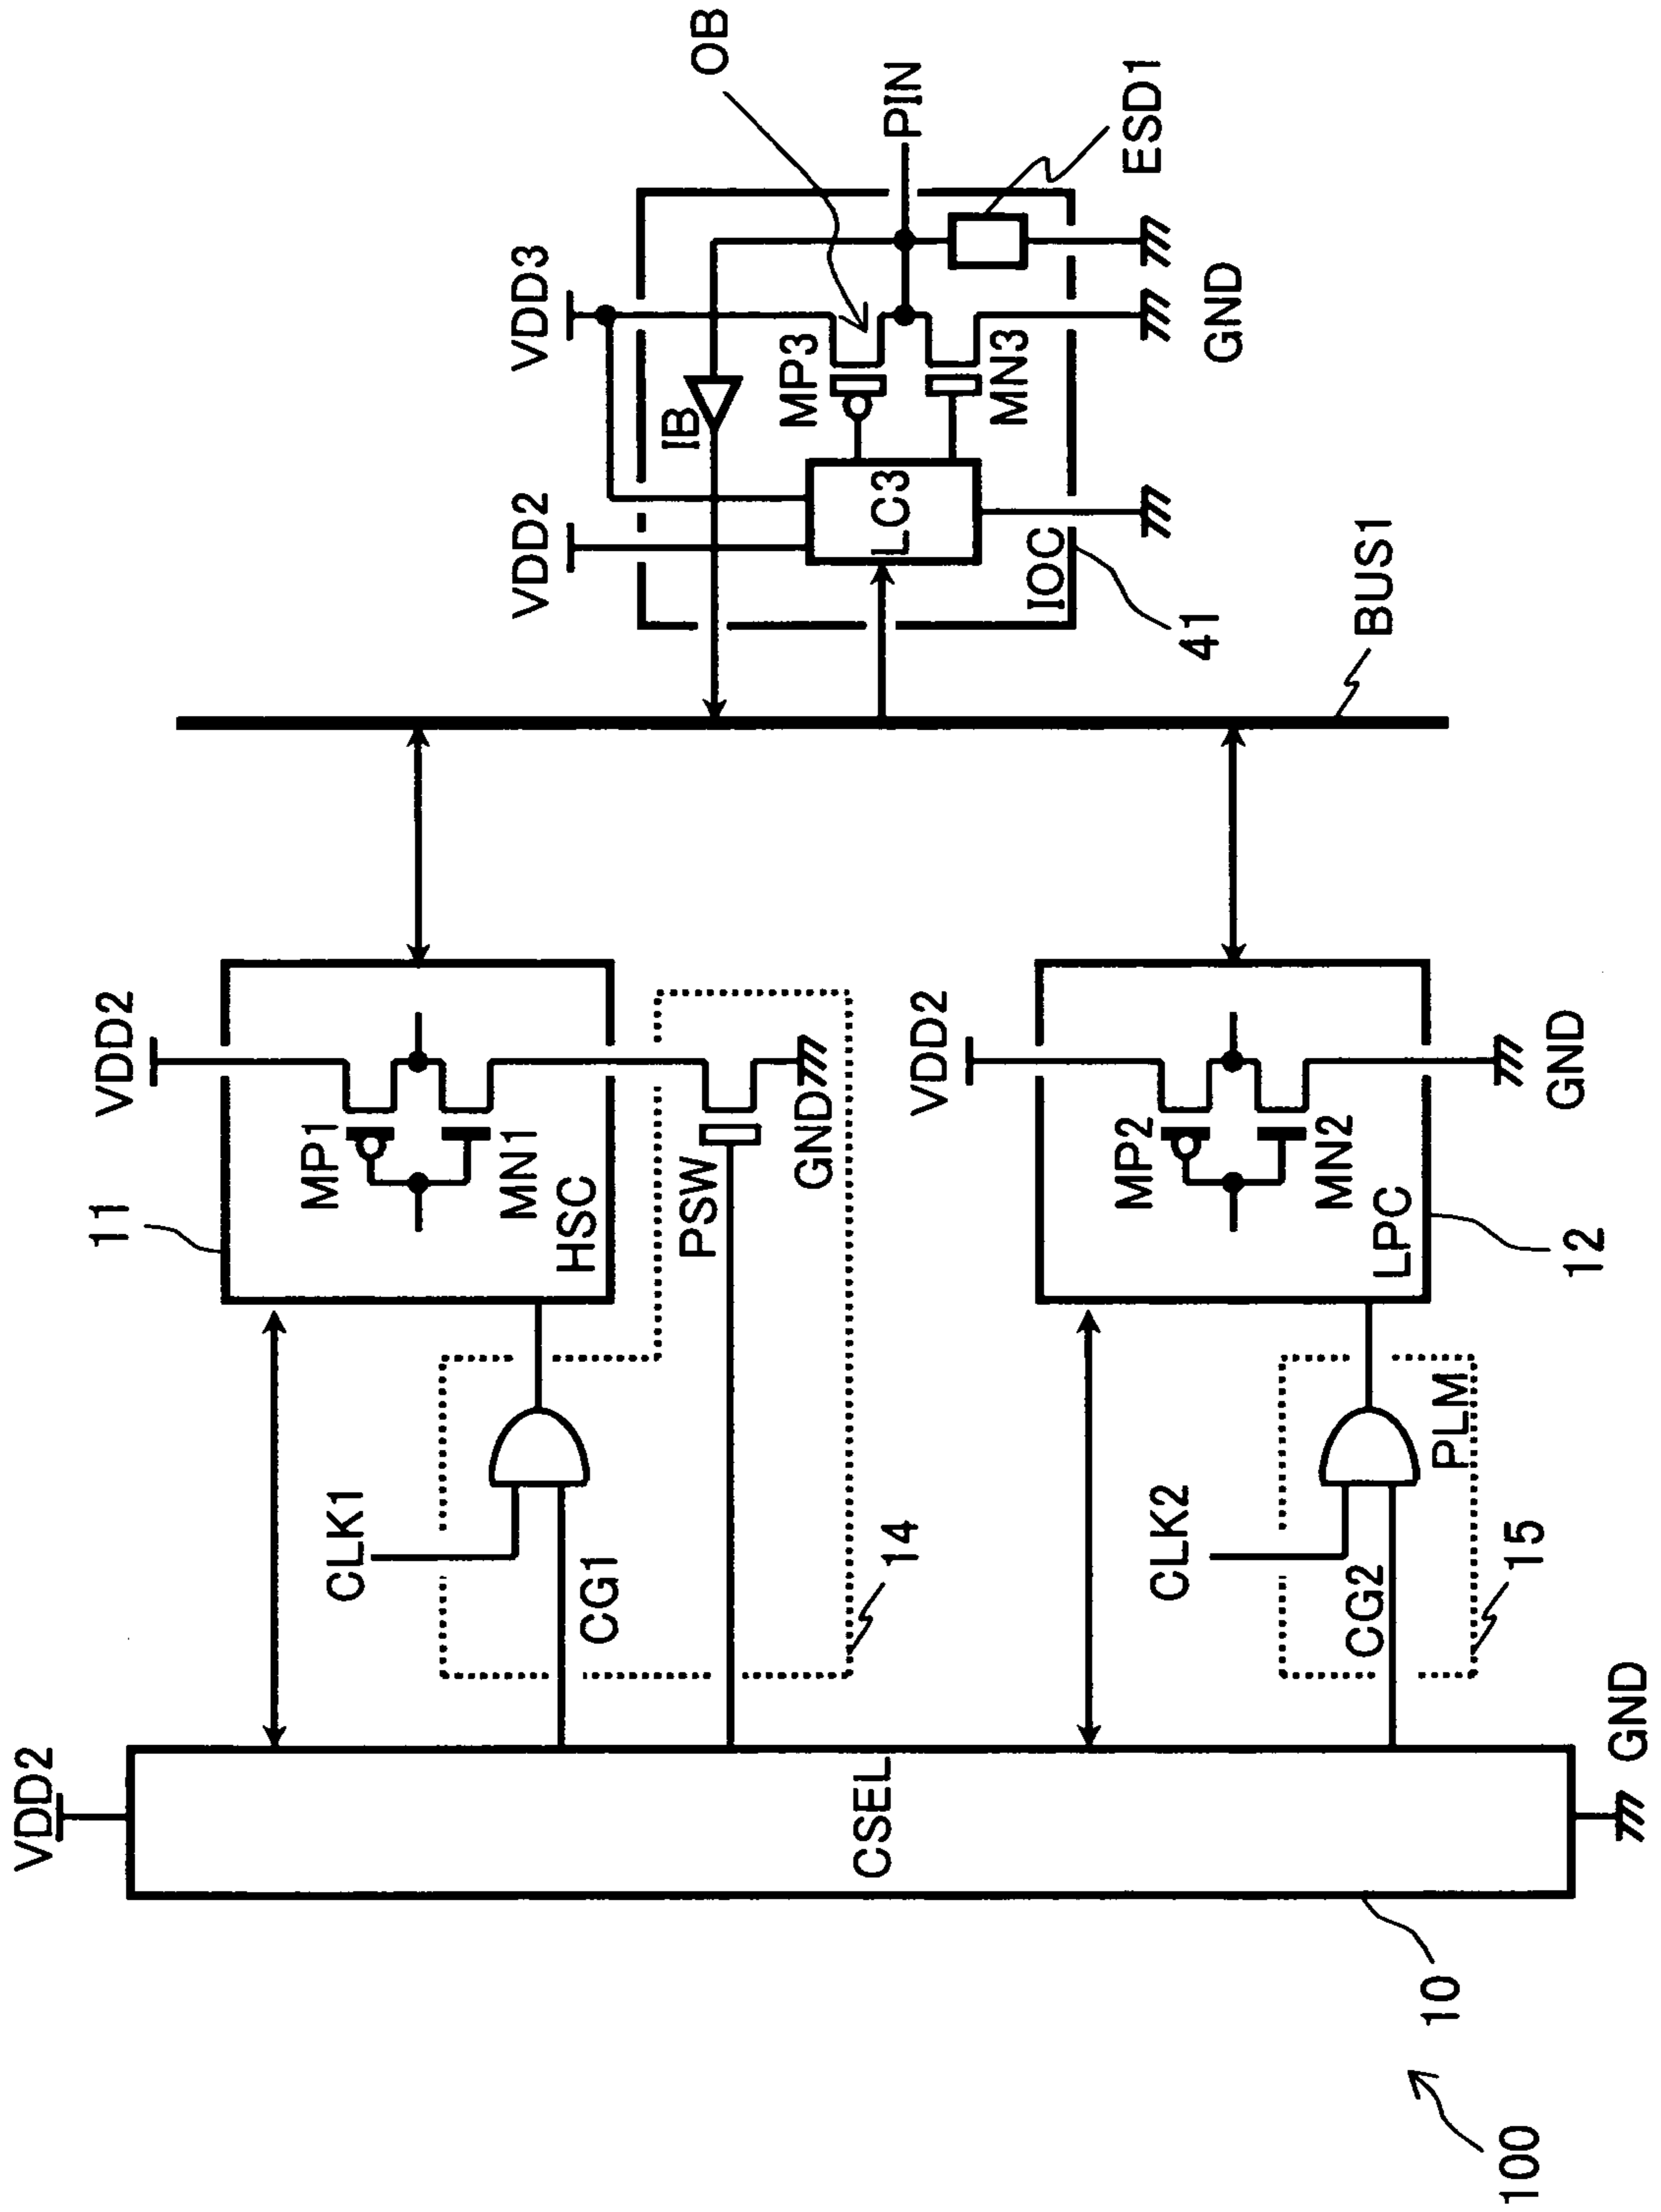 VDD2
CSEL
GND
10
100
11
VDD2
MP1
MN1
HSC
CLK1
CG1
PSW
GND
14
VDD2
MP2
MN2
LPC
GND
12
CLK2
CG2
PLM
15
BUS1
VDD2
VDD3
IB
MP3
MN3
LC3
IOC
41
OB
PIN
ESD1
GND